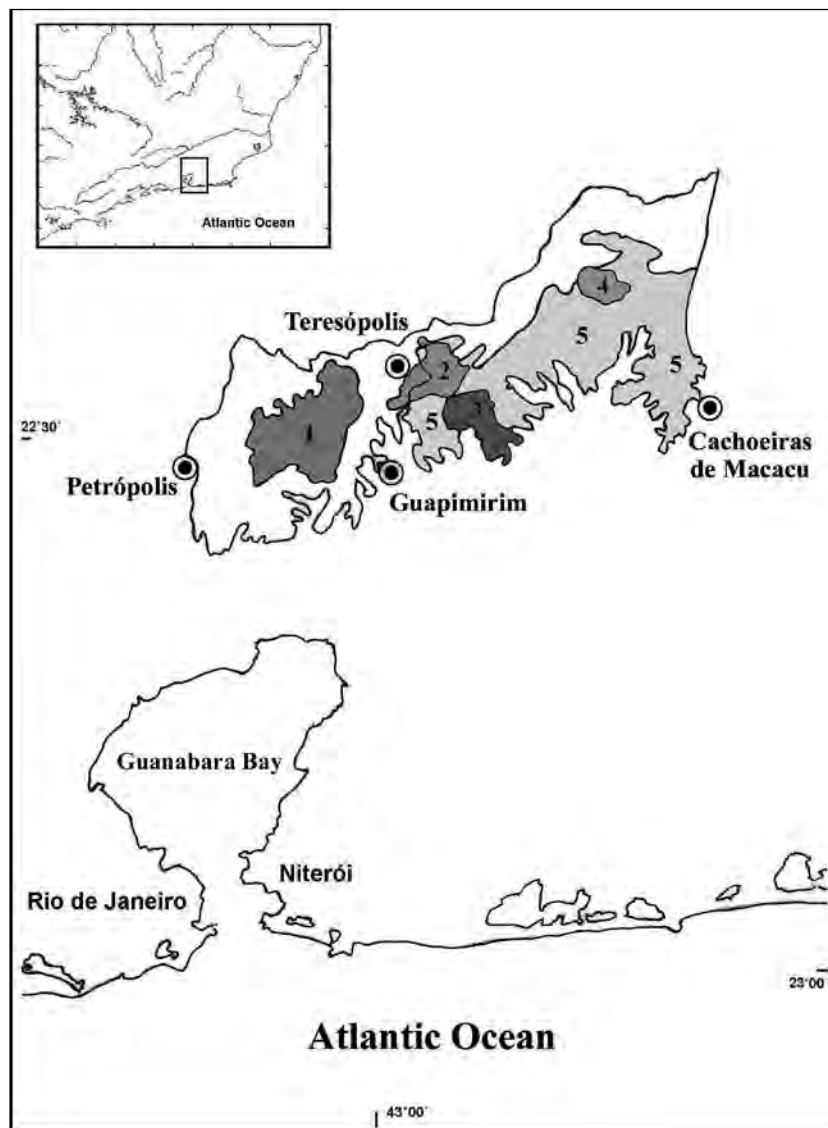 Atlantic Ocean
4
Teresópolis
5
2
5
1
3
5
22°30'
Petrópolis
Guapimirim
Cachoeiras
de Macacu
Guanabara Bay
Niterói
Rio de Janeiro
23°00'
Atlantic Ocean
43°00'